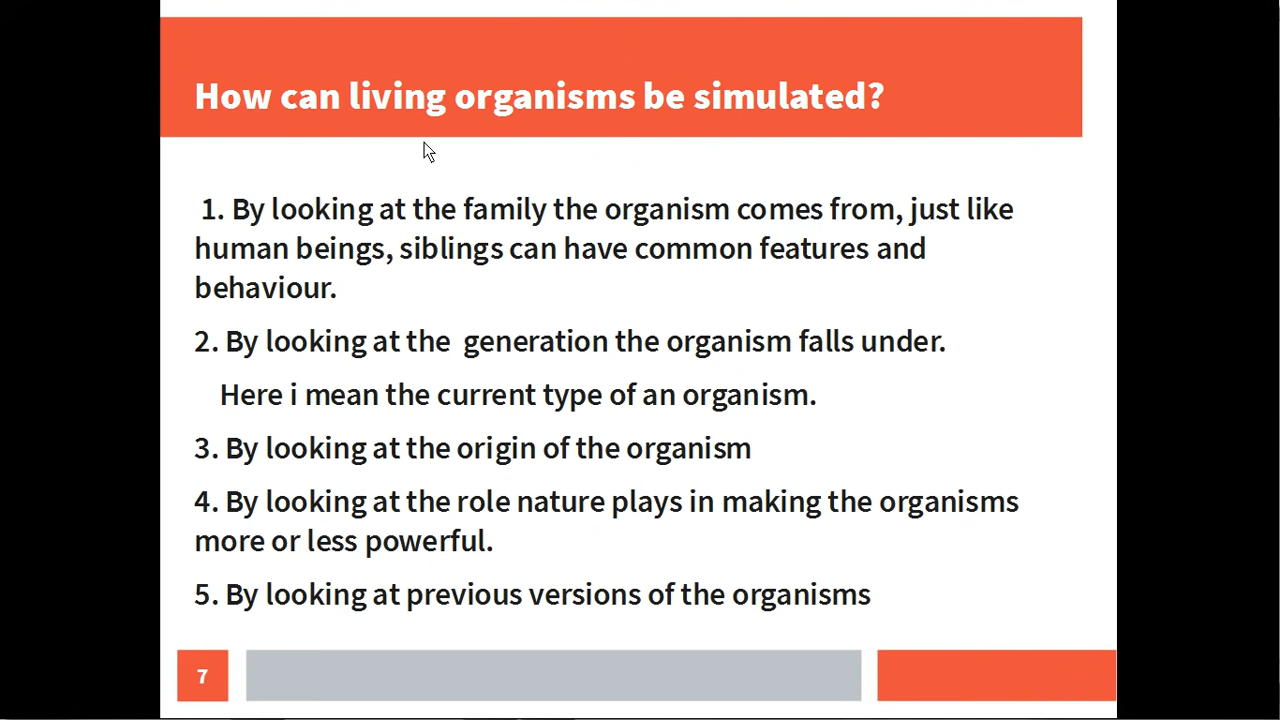 How can living organisms be simulated?
1. By looking at the family the organism comes from, just like
human beings, siblings can have common features and
behaviour.
2. By looking at the generation the organism falls under.
Here i mean the current type of an organism.
3. By looking at the origin of the organism
4. By looking at the role nature plays in making the organisms
more or less powerful.
5. By looking at previous versions of the organisms
7